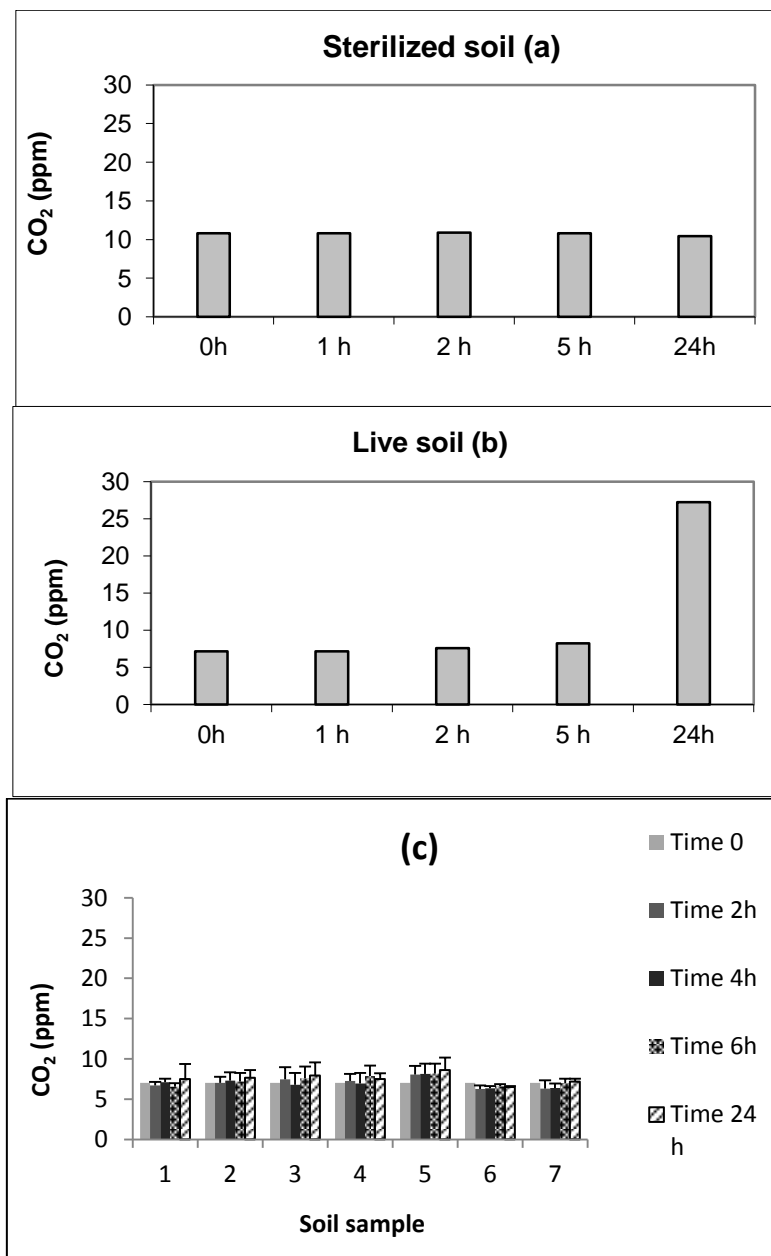 Sterilized soil (a)
30
25
20
15
10
5
0
CO₂ (ppm)
0h 1 h 2 h 5 h 24h
Live soil (b)
30
25
20
15
10
5
0
CO₂ (ppm)
0h 1 h 2 h 5 h 24h
(c)
30
25
20
15
10
5
0
CO₂ (ppm)
1 2 3 4 5 6 7
Soil sample
Time 0
Time 2h
Time 4h
Time 6h
Time 24
h